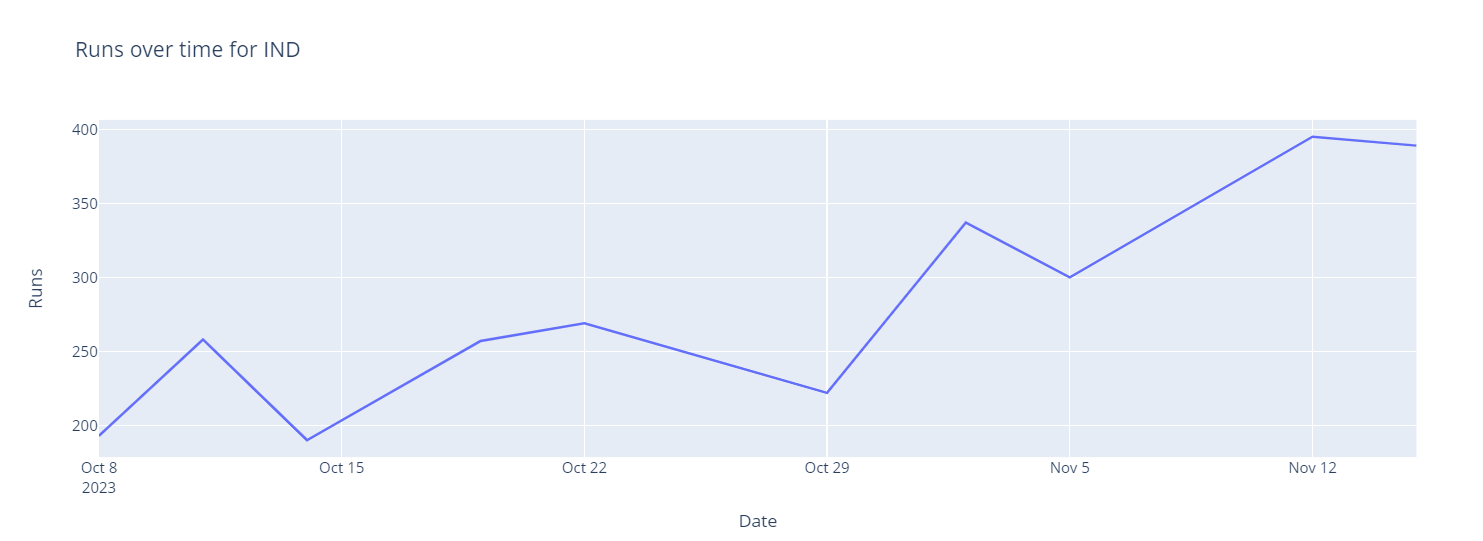 Runs over time for IND
400
350
300
250
200
Runs
Oct 8
2023
Oct 15
Oct 22
Oct 29
Nov 5
Nov 12
Date